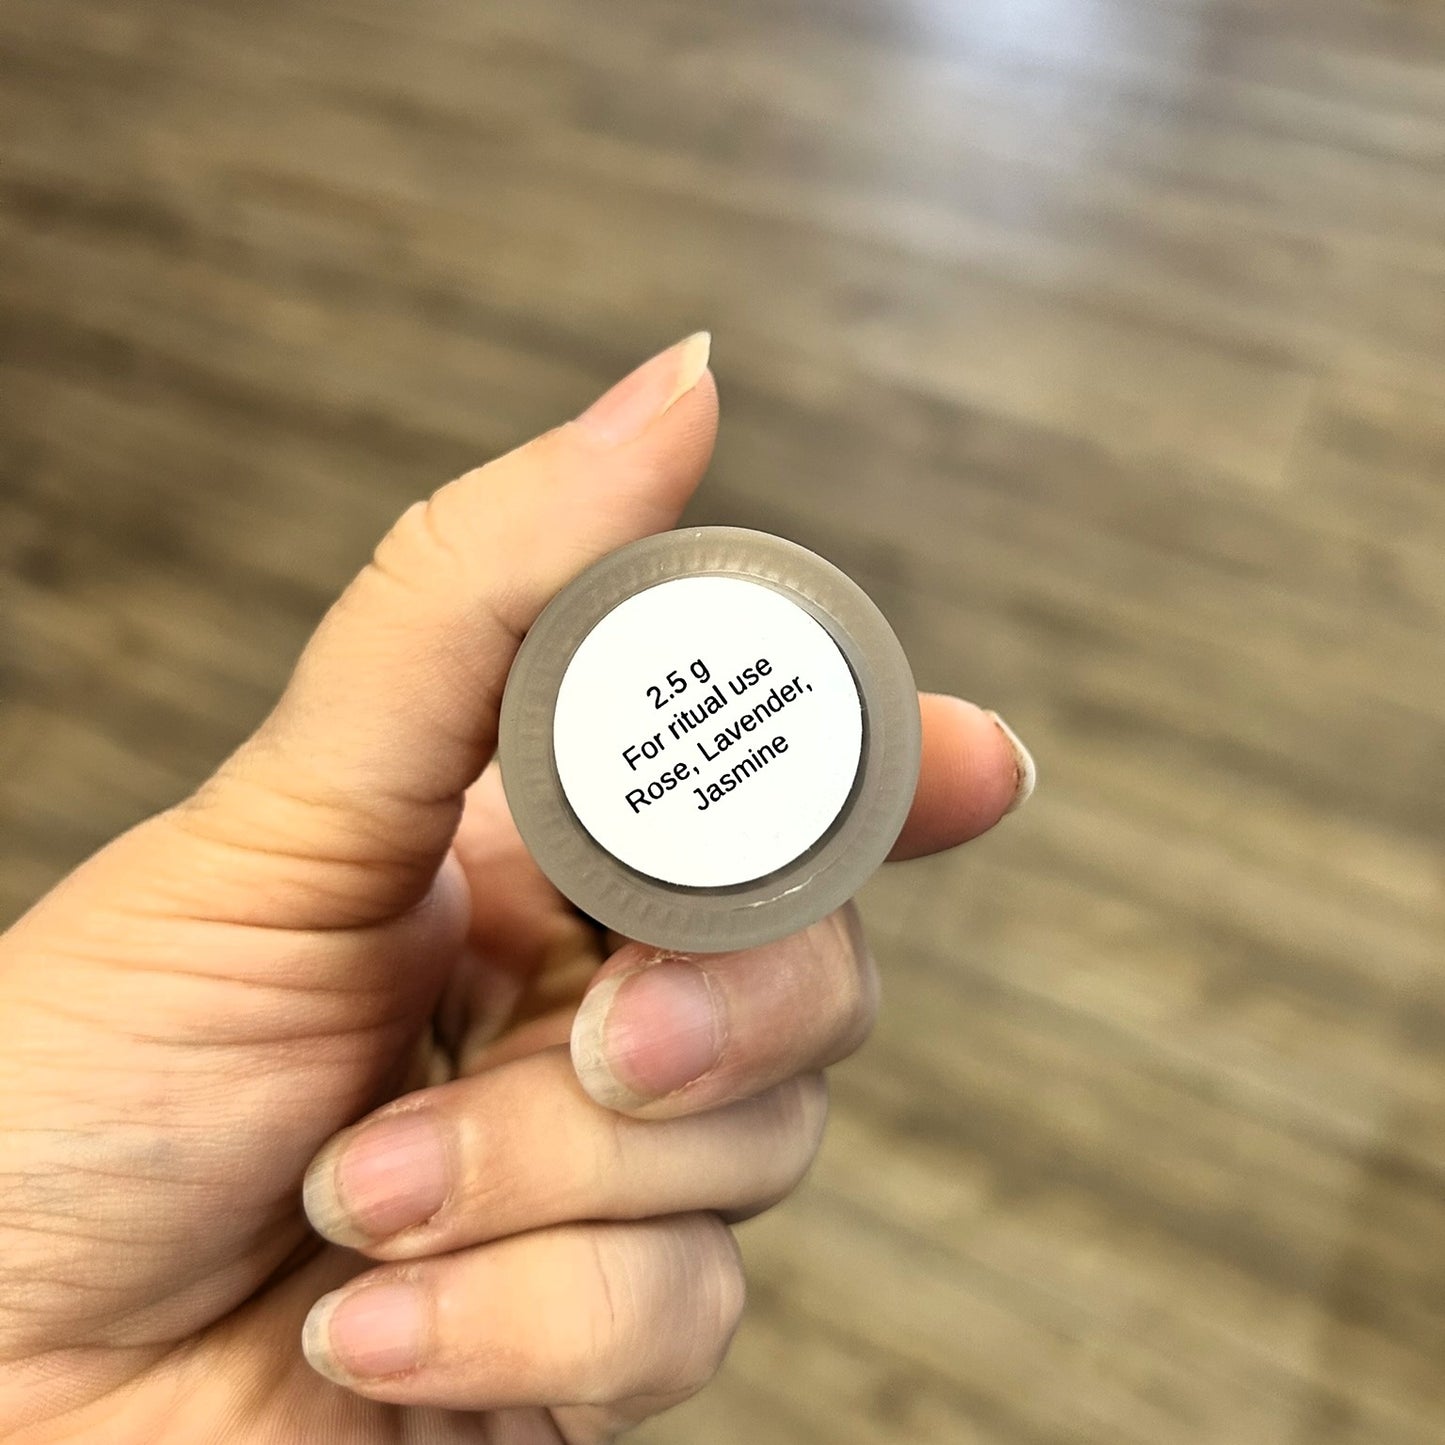 2.5 g
For ritual use
Rose, Lavender,
Jasmine